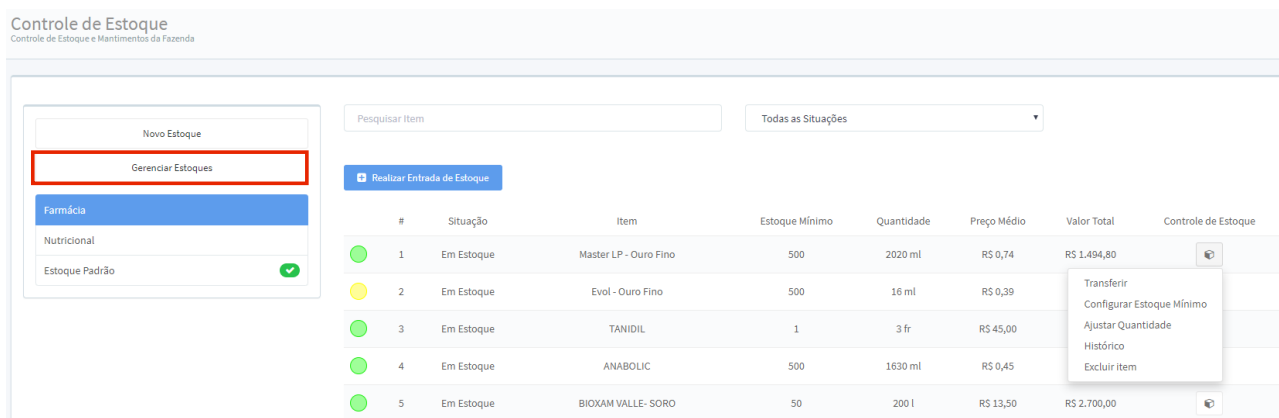 Controle de Estoque
Controle de Estoque e Mantimentos da Fazenda
Novo Estoque
Gerenciar Estoques
Farmácia
Nutricional
Estoque Padrão
Pesquisar Item
Todas as Situações
Realizar Entrada de Estoque
# Situação Item Estoque Mínimo Quantidade Preço Médio Valor Total Controle de Estoque
1 Em Estoque Master LP - Ouro Fino 500 2020 ml R$ 0,74 R$ 1.494,80
2 Em Estoque Evol - Ouro Fino 500 16 ml R$ 0,39
3 Em Estoque TANIDIL 1 3 fr R$ 45,00
4 Em Estoque ANABOLIC 500 1630 ml R$ 0,45
5 Em Estoque BIOXAM VALLE- SORO 50 200 l R$ 13,50 R$ 2.700,00
Transferir
Configurar Estoque Mínimo
Ajustar Quantidade
Histórico
Excluir item